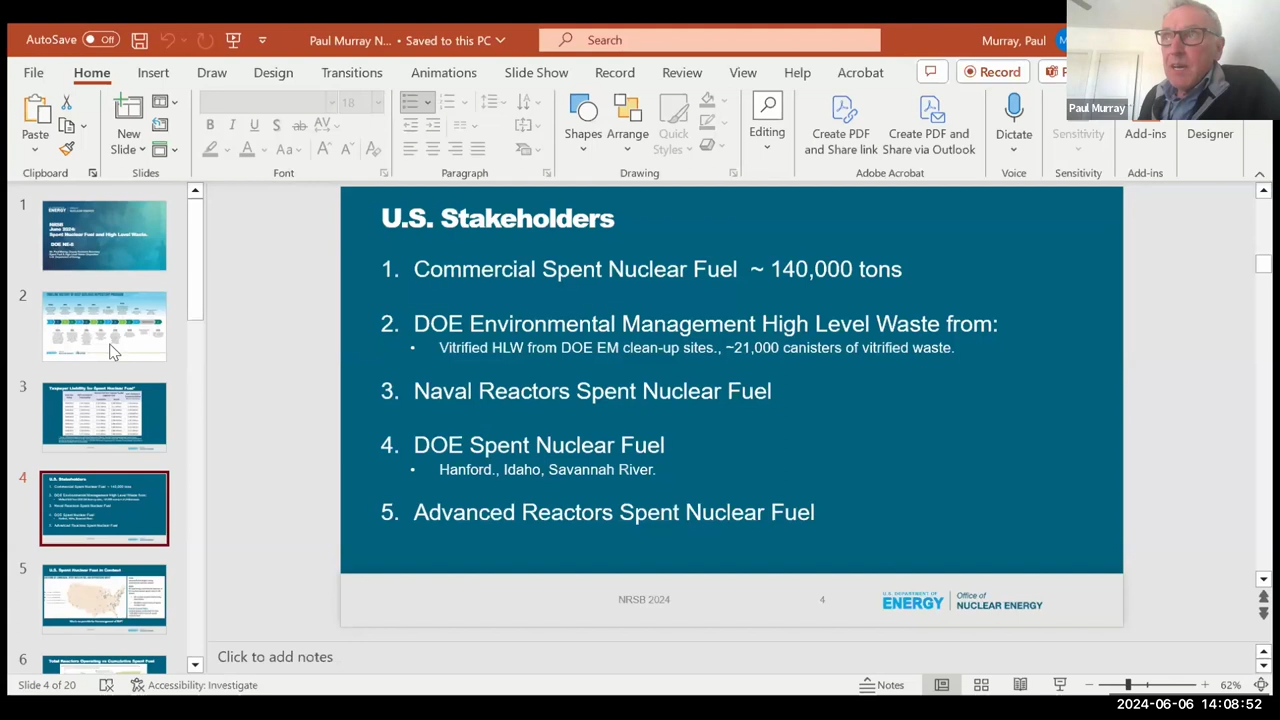 AutoSave
Off
Paul Murray N... • Saved to this PC
Search
Murray, Paul
Paul Murray
File
Home
Insert
Draw
Design
Transitions
Animations
Slide Show
Record
Review
View
Help
Acrobat
Record
Paste
New
Slide
18
Shapes
Arrange
Quick
Styles
Editing
Create PDF
and Share link
Create PDF and
Share via Outlook
Dictate
Sensitivity
Add-ins
Designer
Clipboard
Slides
Font
Paragraph
Drawing
Adobe Acrobat
Voice
Sensitivity
Add-ins
1
2
3
4
5
6
U.S. Stakeholders
1. Commercial Spent Nuclear Fuel ~ 140,000 tons
2. DOE Environmental Management High Level Waste from:
• Vitrified HLW from DOE EM clean-up sites., ~21,000 canisters of vitrified waste.
3. Naval Reactors Spent Nuclear Fuel
4. DOE Spent Nuclear Fuel
• Hanford., Idaho, Savannah River.
5. Advanced Reactors Spent Nuclear Fuel
NRSB 2024
4
U.S. DEPARTMENT OF
ENERGY
Office of
NUCLEAR ENERGY
Click to add notes
Slide 4 of 20
Accessibility: Investigate
Notes
62%
2024-06-06 14:08:52